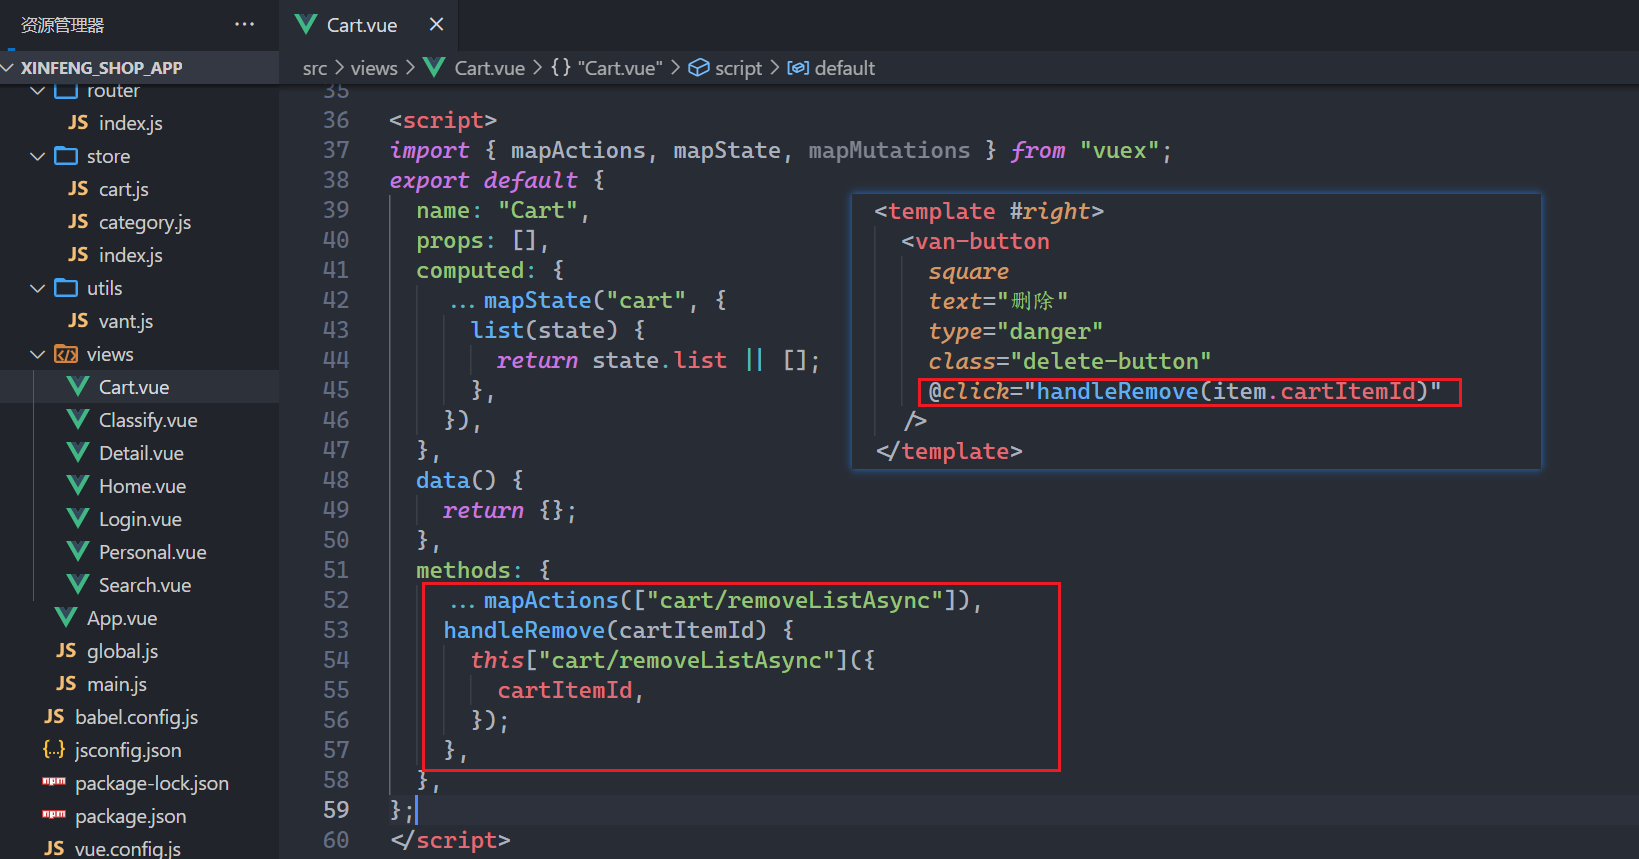 资源管理器 ···
XINFENG_SHOP_APP
router
JS index.js
store
JS cart.js
JS category.js
JS index.js
utils
JS vant.js
views
Cart.vue
Classify.vue
Detail.vue
Home.vue
Login.vue
Personal.vue
Search.vue
App.vue
JS global.js
JS main.js
JS babel.config.js
{..} jsconfig.json
npm package-lock.json
npm package.json
JS vue.config.js
Cart.vue ×
src > views > Cart.vue > {} "Cart.vue" > script > default
35
36 <script>
37 import { mapActions, mapState, mapMutations } from "vuex";
38 export default {
39 name: "Cart",
40 props: [],
41 computed: {
42 ...mapState("cart", {
43 list(state) {
44 return state.list || [];
45 },
46 }),
47 },
48 data() {
49 return {};
50 },
51 methods: {
52 ...mapActions(["cart/removeListAsync"]),
53 handleRemove(cartItemId) {
54 this["cart/removeListAsync"]({
55 cartItemId,
56 });
57 },
58 },
59 };
60 </script>
<template #right>
<van-button
square
text="删除"
type="danger"
class="delete-button"
@click="handleRemove(item.cartItemId)"
/>
</template>